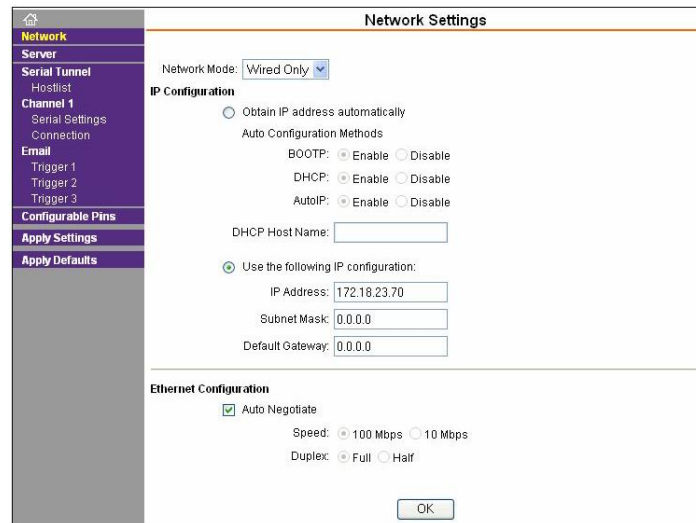 Network Settings
Network
Server
Serial Tunnel
Hostlist
Channel 1
Serial Settings
Connection
Email
Trigger 1
Trigger 2
Trigger 3
Configurable Pins
Apply Settings
Apply Defaults
Network Mode: Wired Only
IP Configuration
Obtain IP address automatically
Auto Configuration Methods
BOOTP: Enable Disable
DHCP: Enable Disable
AutoIP: Enable Disable
DHCP Host Name:
Use the following IP configuration:
IP Address: 172.18.23.70
Subnet Mask: 0.0.0.0
Default Gateway: 0.0.0.0
Ethernet Configuration
Auto Negotiate
Speed: 100 Mbps 10 Mbps
Duplex: Full Half
OK